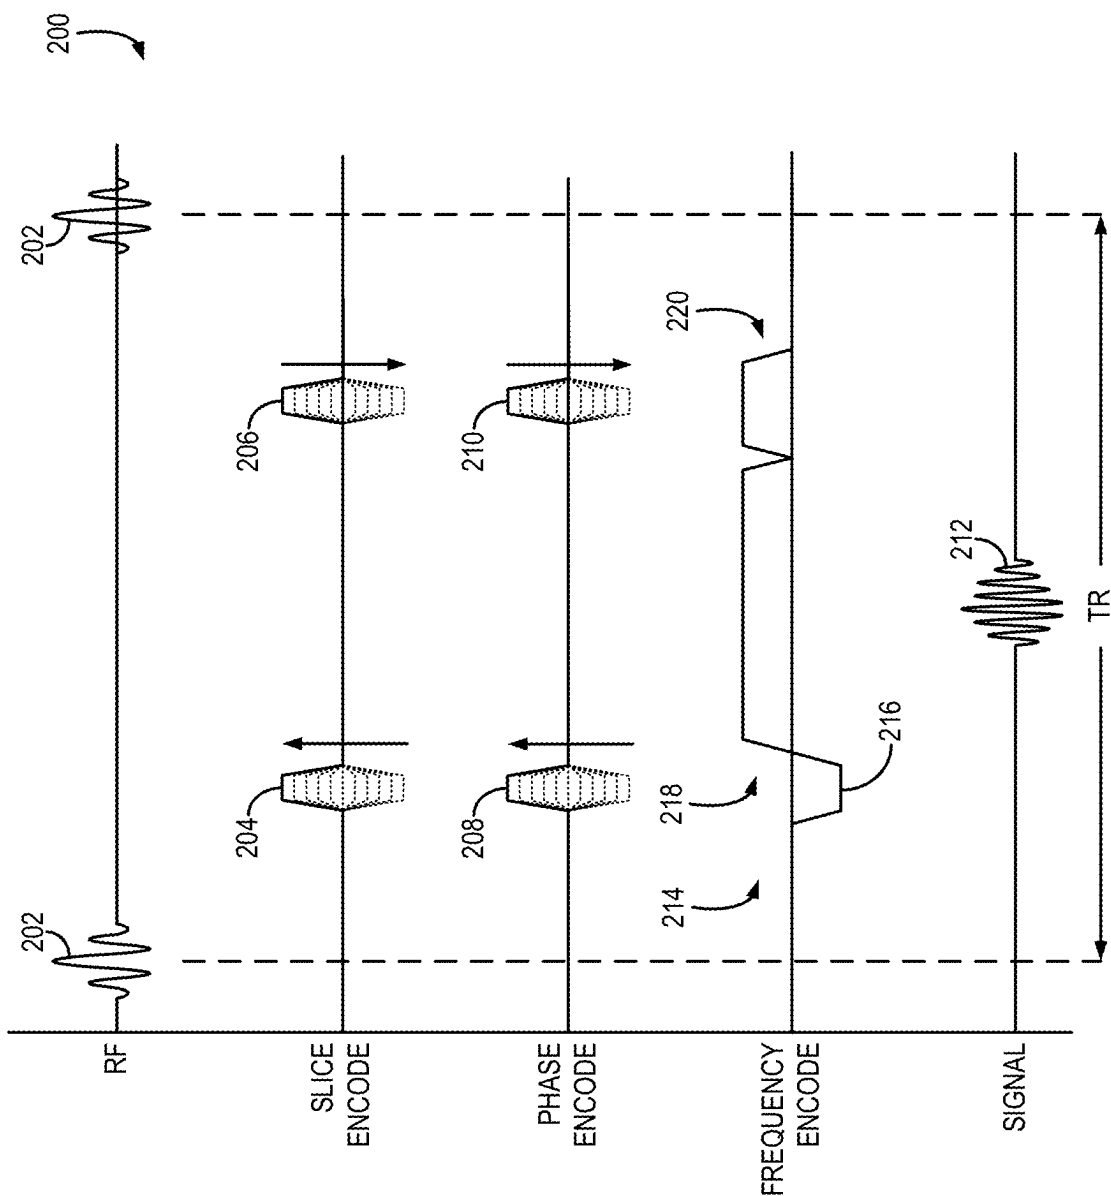 200
RF
202
202
SLICE
ENCODE
204
206
PHASE
ENCODE
208
210
FREQUENCY
ENCODE
214
218
216
220
SIGNAL
212
TR